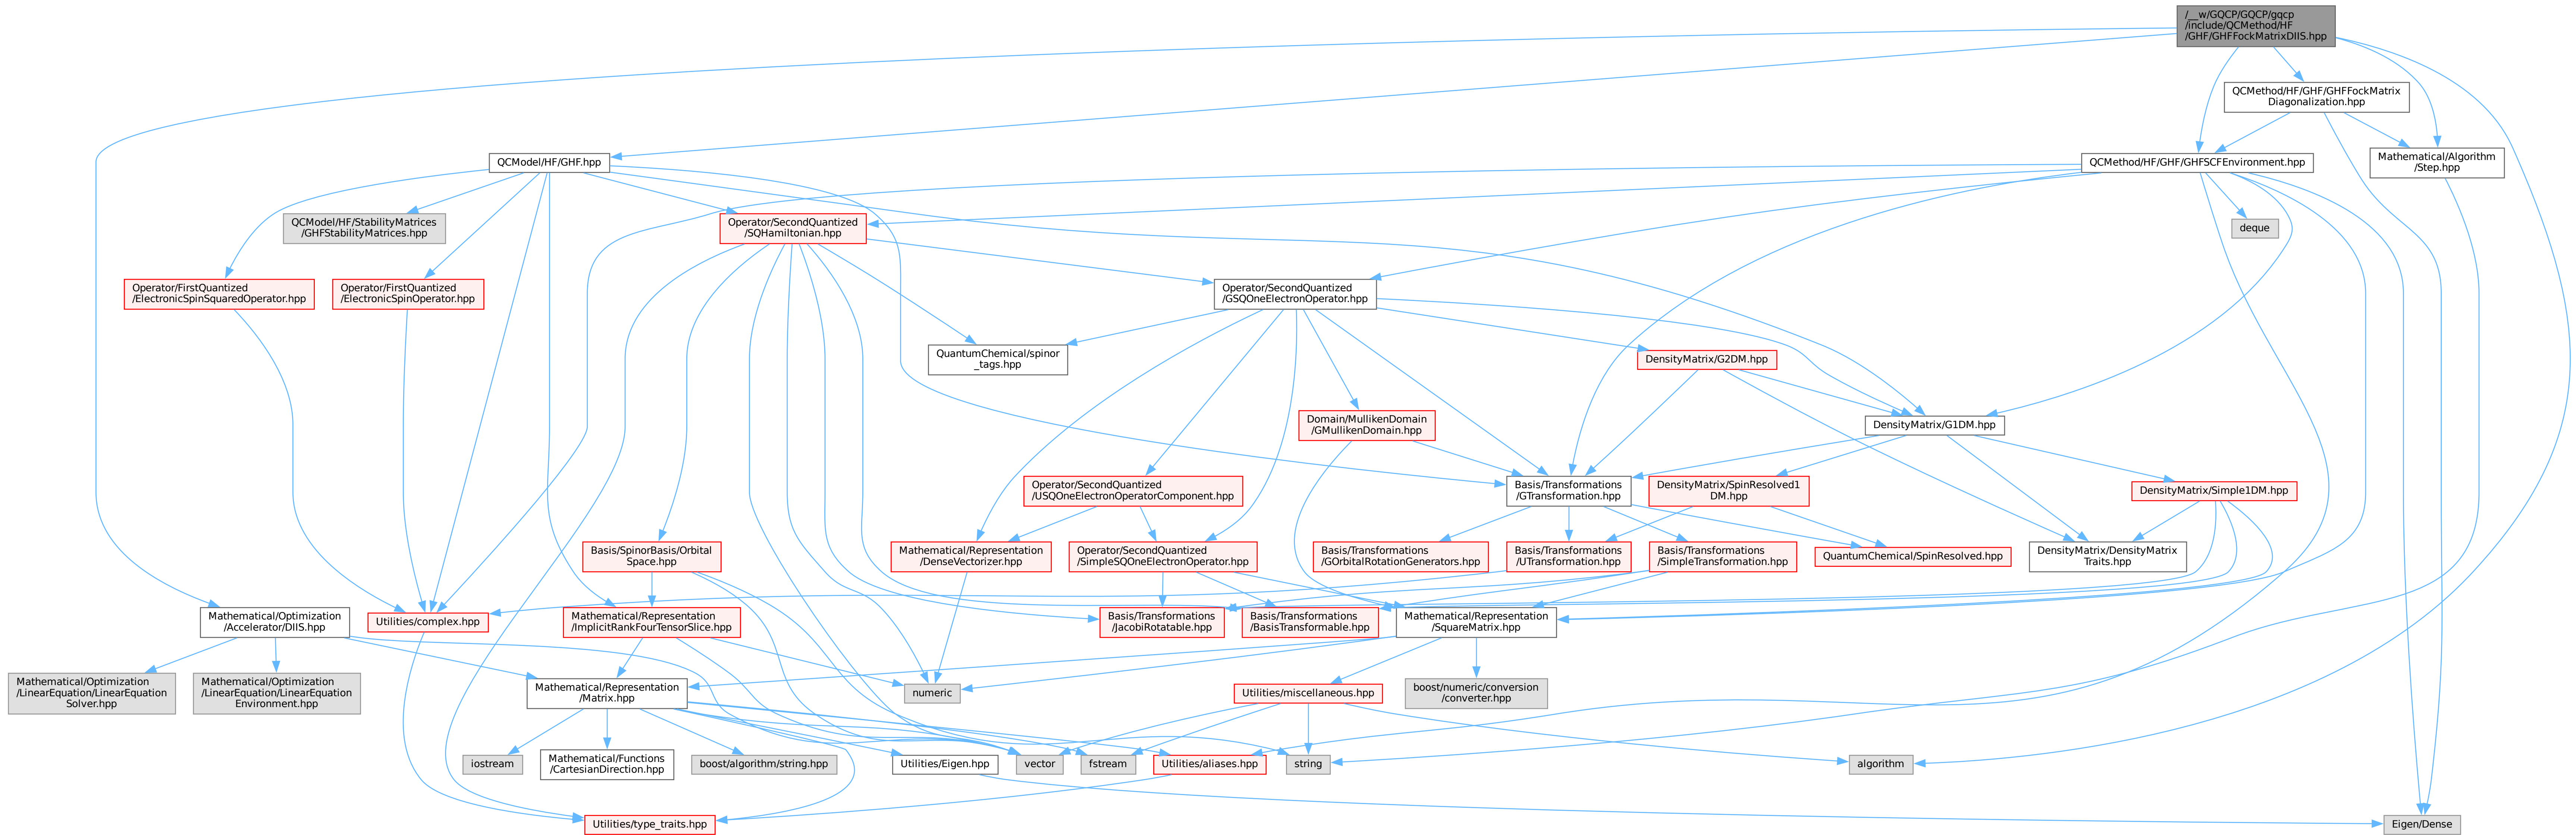 /__w/GQCP/GQCP/gqcp
/include/QCMethod/HF
/GHF/GHFFockMatrixDIIS.hpp
QCMethod/HF/GHF/GHFFockMatrix
Diagonalization.hpp
QCModel/HF/GHF.hpp
QCMethod/HF/GHF/GHFSCFEnvironment.hpp
Mathematical/Algorithm
/Step.hpp
QCModel/HF/StabilityMatrices
/GHFStabilityMatrices.hpp
Operator/SecondQuantized
/SQHamiltonian.hpp
deque
Operator/FirstQuantized
/ElectronicSpinSquaredOperator.hpp
Operator/FirstQuantized
/ElectronicSpinOperator.hpp
Operator/SecondQuantized
/GSQOneElectronOperator.hpp
QuantumChemical/spinor
_tags.hpp
DensityMatrix/G2DM.hpp
Domain/MullikenDomain
/GMullikenDomain.hpp
DensityMatrix/G1DM.hpp
Operator/SecondQuantized
/USQOneElectronOperatorComponent.hpp
Basis/Transformations
/GTransformation.hpp
DensityMatrix/SpinResolved1
DM.hpp
DensityMatrix/Simple1DM.hpp
Basis/SpinorBasis/Orbital
Space.hpp
Mathematical/Representation
/DenseVectorizer.hpp
Operator/SecondQuantized
/SimpleSQOneElectronOperator.hpp
Basis/Transformations
/GOrbitalRotationGenerators.hpp
Basis/Transformations
/UTransformation.hpp
Basis/Transformations
/SimpleTransformation.hpp
QuantumChemical/SpinResolved.hpp
DensityMatrix/DensityMatrix
Traits.hpp
Mathematical/Optimization
/Accelerator/DIIS.hpp
Utilities/complex.hpp
Mathematical/Representation
/ImplicitRankFourTensorSlice.hpp
Basis/Transformations
/JacobiRotatable.hpp
Basis/Transformations
/BasisTransformable.hpp
Mathematical/Representation
/SquareMatrix.hpp
Mathematical/Optimization
/LinearEquation/LinearEquation
Solver.hpp
Mathematical/Optimization
/LinearEquation/LinearEquation
Environment.hpp
Mathematical/Representation
/Matrix.hpp
numeric
Utilities/miscellaneous.hpp
boost/numeric/conversion
/converter.hpp
iostream
Mathematical/Functions
/CartesianDirection.hpp
boost/algorithm/string.hpp
Utilities/Eigen.hpp
vector
fstream
Utilities/aliases.hpp
string
algorithm
Utilities/type_traits.hpp
Eigen/Dense